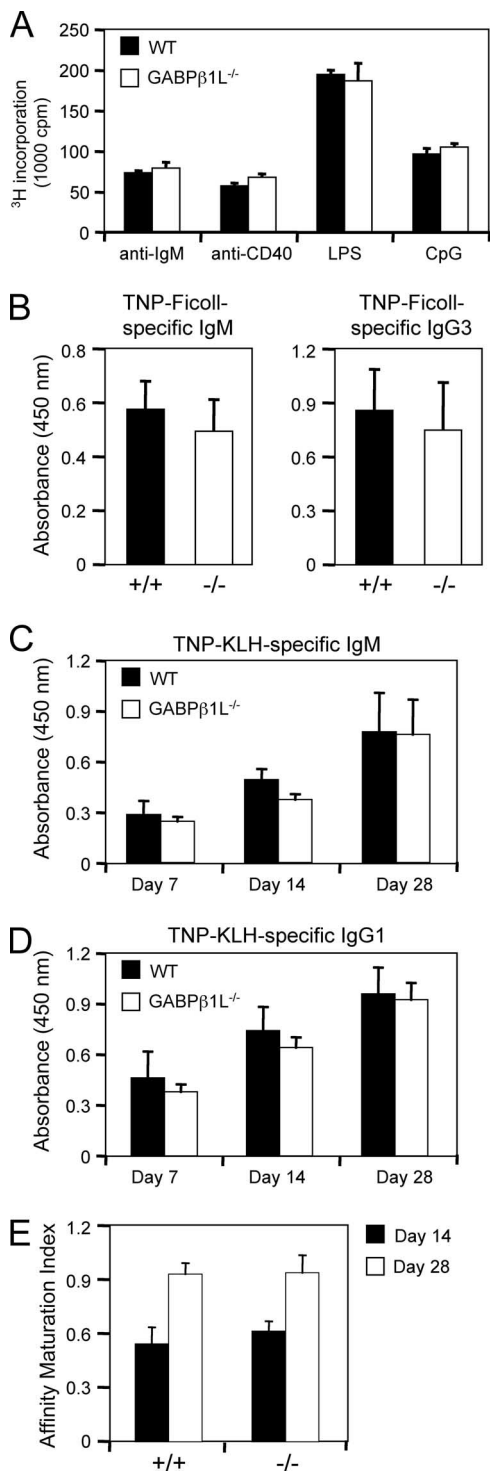 A
250
200
150
100
50
0
³H incorporation
(1000 cpm)
WT
GABPβ1L⁻/⁻
anti-IgM anti-CD40 LPS CpG
B
TNP-Ficoll-
specific IgM
0.8
0.6
0.4
0.2
0
Absorbance (450 nm)
+/+ -/-
TNP-Ficoll-
specific IgG3
1.2
0.9
0.6
0.3
0
+/+ -/-
C
TNP-KLH-specific IgM
1.2
0.9
0.6
0.3
0
Absorbance (450 nm)
WT
GABPβ1L⁻/⁻
Day 7 Day 14 Day 28
D
TNP-KLH-specific IgG1
1.2
0.9
0.6
0.3
0
Absorbance (450 nm)
WT
GABPβ1L⁻/⁻
Day 7 Day 14 Day 28
E
1.2
0.9
0.6
0.3
0
Affinity Maturation Index
Day 14
Day 28
+/+ -/-